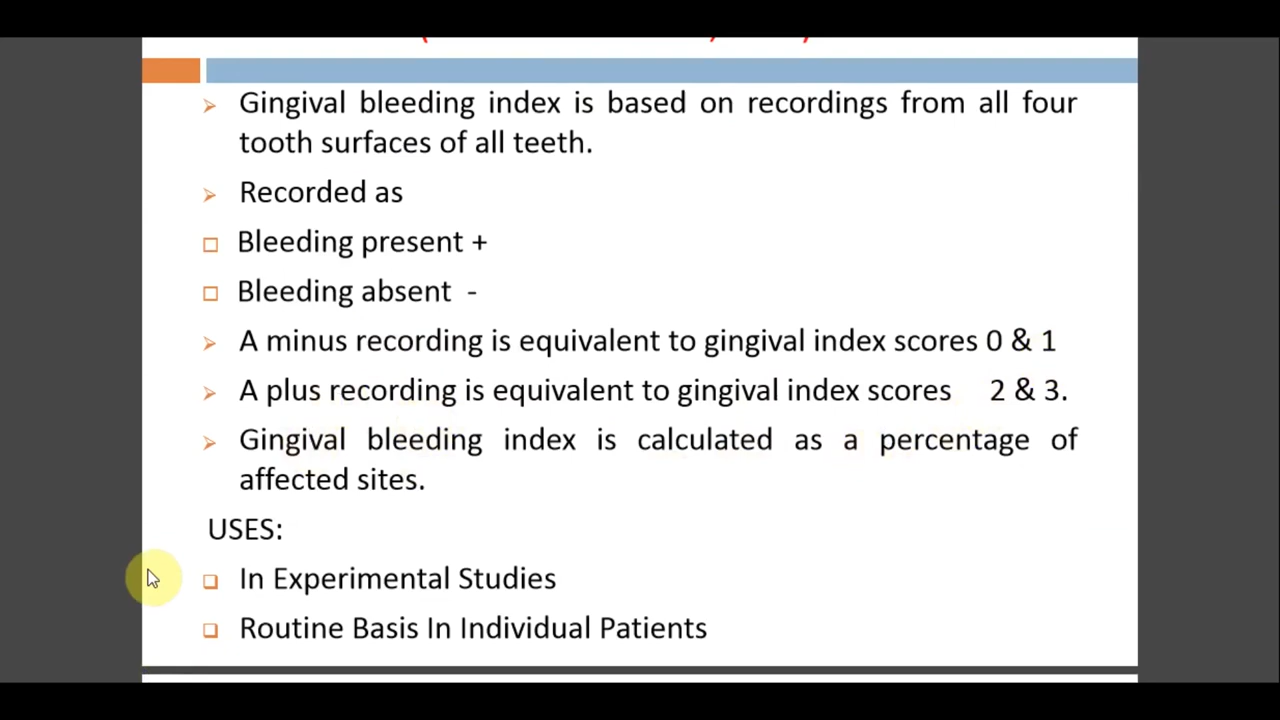 Gingival bleeding index is based on recordings from all four
tooth surfaces of all teeth.
Recorded as
Bleeding present +
Bleeding absent -
A minus recording is equivalent to gingival index scores 0 & 1
A plus recording is equivalent to gingival index scores 2 & 3.
Gingival bleeding index is calculated as a percentage of
affected sites.
USES:
In Experimental Studies
Routine Basis In Individual Patients